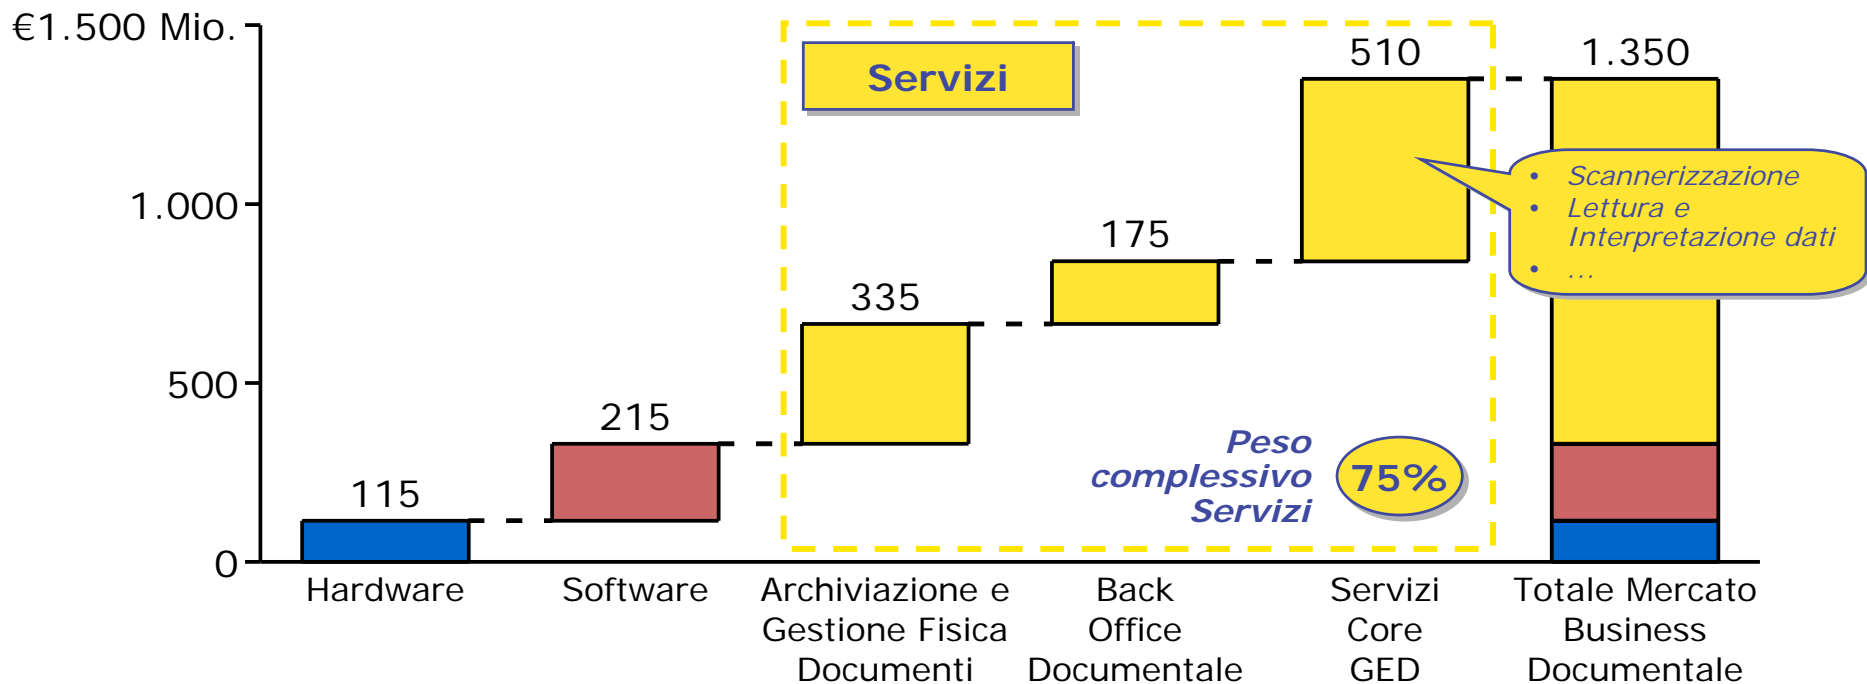 €1.500 Mio.
1.000
500
0
Servizi
115
215
335
175
510
1.350
• Scannerizzazione
• Lettura e
Interpretazione dati
• ...
Peso
complessivo
Servizi
75%
Hardware
Software
Archiviazione e
Gestione Fisica
Documenti
Back
Office
Documentale
Servizi
Core
GED
Totale Mercato
Business
Documentale